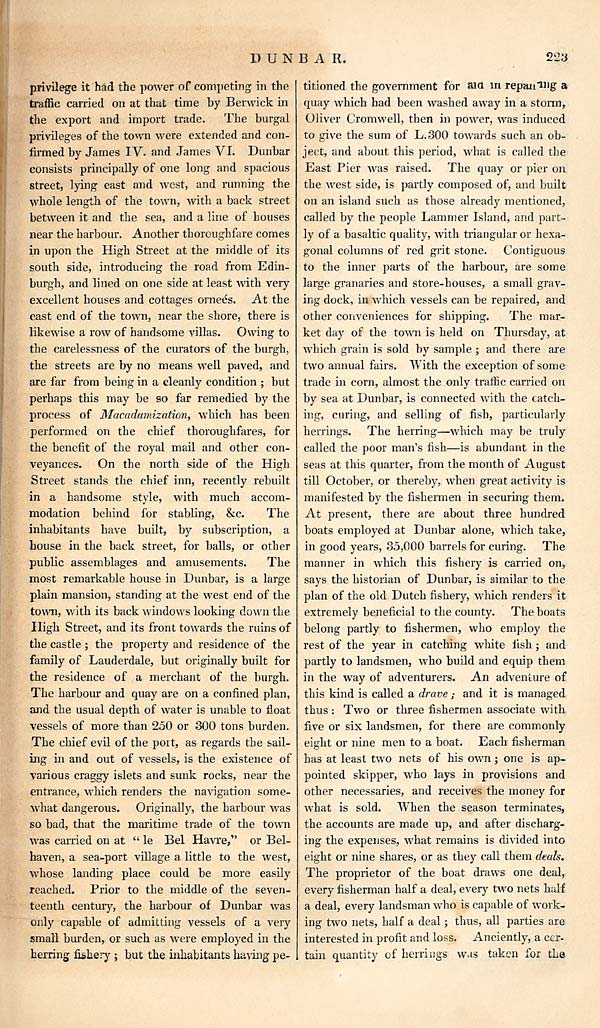 DUNBAR.
223
privilege it had the power of competing in the
traffic carried on at that time by Berwick in
the export and import trade. The burgal
privileges of the town were extended and con-
firmed by James IV. and James VI. Dunbar
consists principally of one long and spacious
street, lying east and west, and running the
whole length of the town, with a back street
between it and the sea, and a line of houses
near the harbour. Another thoroughfare comes
in upon the High Street at the middle of its
south side, introducing the road from Edin-
burgh, and lined on one side at least with very
excellent houses and cottages orneés. At the
east end of the town, near the shore, there is
likewise a row of handsome villas. Owing to
the carelessness of the curators of the burgh,
the streets are by no means well paved, and
are far from being in a cleanly condition; but
perhaps this may be so far remedied by the
process of Macadamization, which has been
performed on the chief thoroughfares, for
the benefit of the royal mail and other con-
veyances. On the north side of the High
Street stands the chief inn, recently rebuilt
in a handsome style, with much accom-
modation behind for stabling, &c. The
inhabitants have built, by subscription, a
house in the back street, for balls, or other
public assemblages and amusements. The
most remarkable house in Dunbar, is a large
plain mansion, standing at the west end of the
town, with its back windows looking down the
High Street, and its front towards the ruins of
the castle; the property and residence of the
family of Lauderdale, but originally built for
the residence of a merchant of the burgh.
The harbour and quay are on a confined plan,
and the usual depth of water is unable to float
vessels of more than 250 or 300 tons burden.
The chief evil of the port, as regards the sail-
ing in and out of vessels, is the existence of
various craggy islets and sunk rocks, near the
entrance, which renders the navigation some-
what dangerous. Originally, the harbour was
so bad, that the maritime trade of the town
was carried on at "le Bel Havre," or Bel-
haven, a sea-port village a little to the west,
whose landing place could be more easily
reached. Prior to the middle of the seven-
teenth century, the harbour of Dunbar was
only capable of admitting vessels of a very
small burden, or such as were employed in the
herring fishery; but the inhabitants having pe-
titioned the government for aid in repairing a
quay which had been washed away in a storm,
Oliver Cromwell, then in power, was induced
to give the sum of L.300 towards such an ob-
ject, and about this period, what is called the
East Pier was raised. The quay or pier on
the west side, is partly composed of, and built
on an island such as those already mentioned,
called by the people Lammer Island, and part-
ly of a basaltic quality, with triangular or hexa-
gonal columns of red grit stone. Contiguous
to the inner parts of the harbour, are some
large granaries and store-houses, a small grav-
ing dock, in which vessels can be repaired, and
other conveniences for shipping. The mar-
ket day of the town is held on Thursday, at
which grain is sold by sample; and there are
two annual fairs. With the exception of some
trade in corn, almost the only traffic carried on
by sea at Dunbar, is connected with the catch-
ing, curing, and selling of fish, particularly
herrings. The herring—which may be truly
called the poor man's fish—is abundant in the
seas at this quarter, from the month of August
till October, or thereby, when great activity is
manifested by the fishermen in securing them.
At present, there are about three hundred
boats employed at Dunbar alone, which take,
in good years, 35,000 barrels for curing. The
manner in which this fishery is carried on,
says the historian of Dunbar, is similar to the
plan of the old Dutch fishery, which renders it
extremely beneficial to the county. The boats
belong partly to fishermen, who employ the
rest of the year in catching white fish; and
partly to landsmen, who build and equip them
in the way of adventurers. An adventure of
this kind is called a drave; and it is managed
thus: Two or three fishermen associate with
five or six landsmen, for there are commonly
eight or nine men to a boat. Each fisherman
has at least two nets of his own; one is ap-
pointed skipper, who lays in provisions and
other necessaries, and receives the money for
what is sold. When the season terminates,
the accounts are made up, and after discharg-
ing the expenses, what remains is divided into
eight or nine shares, or as they call them deals.
The proprietor of the boat draws one deal,
every fisherman half a deal, every two nets half
a deal, every landsman who is capable of work-
ing two nets, half a deal; thus, all parties are
interested in profit and loss. Anciently, a cer-
tain quantity of herrings was taken for the